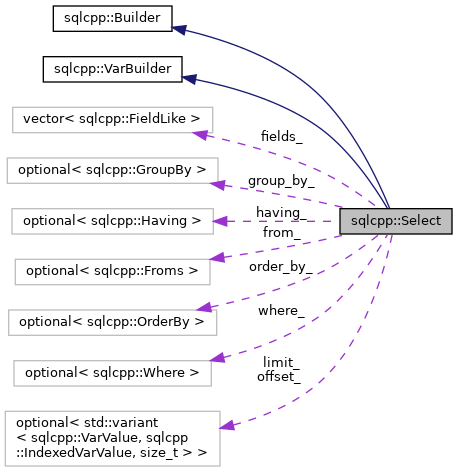 sqlcpp::Builder
sqlcpp::VarBuilder
vector< sqlcpp::FieldLike >
fields_
optional< sqlcpp::GroupBy >
group_by_
optional< sqlcpp::Having >
having_
sqlcpp::Select
from_
optional< sqlcpp::Froms >
order_by_
optional< sqlcpp::OrderBy >
where_
optional< sqlcpp::Where >
limit_
offset_
optional< std::variant
< sqlcpp::VarValue, sqlcpp
::IndexedVarValue, size_t > >